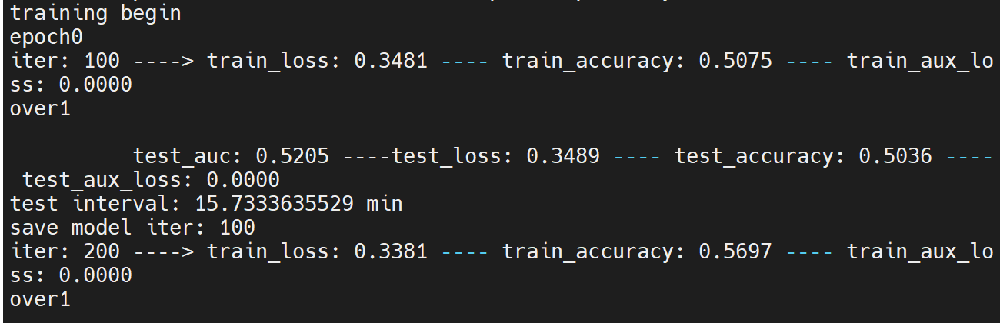 training begin
epoch0
iter: 100 ----> train_loss: 0.3481 ---- train_accuracy: 0.5075 ---- train_aux_lo
ss: 0.0000
over1
test_auc: 0.5205 ----test_loss: 0.3489 ---- test_accuracy: 0.5036 ----
test_aux_loss: 0.0000
test interval: 15.7333635529 min
save model iter: 100
iter: 200 ----> train_loss: 0.3381 ---- train_accuracy: 0.5697 ---- train_aux_lo
ss: 0.0000
over1